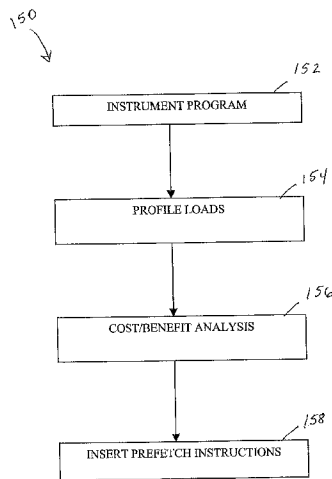 150
152
INSTRUMENT PROGRAM
154
PROFILE LOADS
156
COST/BENEFIT ANALYSIS
158
INSERT PREFETCH INSTRUCTIONS